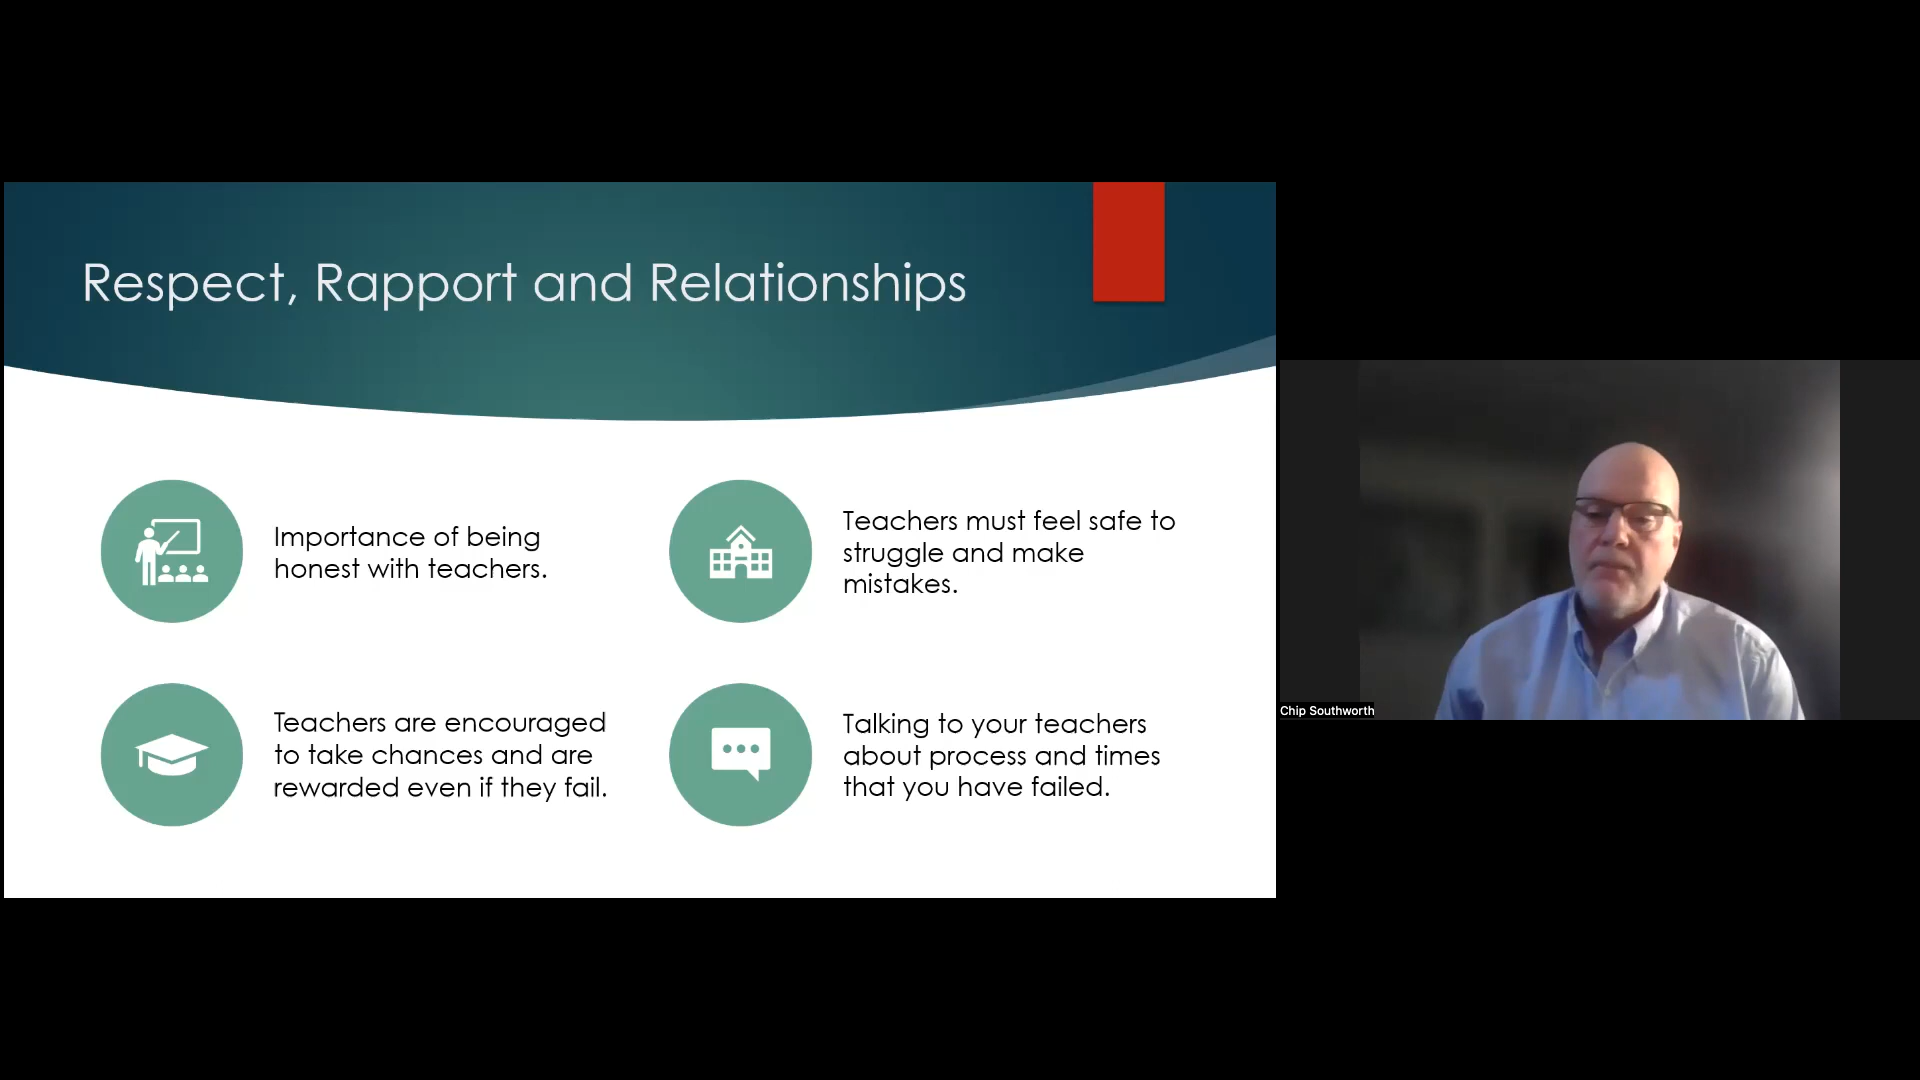 Respect, Rapport and Relationships
Importance of being
honest with teachers.
Teachers must feel safe to
struggle and make
mistakes.
Teachers are encouraged
to take chances and are
rewarded even if they fail.
Talking to your teachers
about process and times
that you have failed.
Chip Southworth